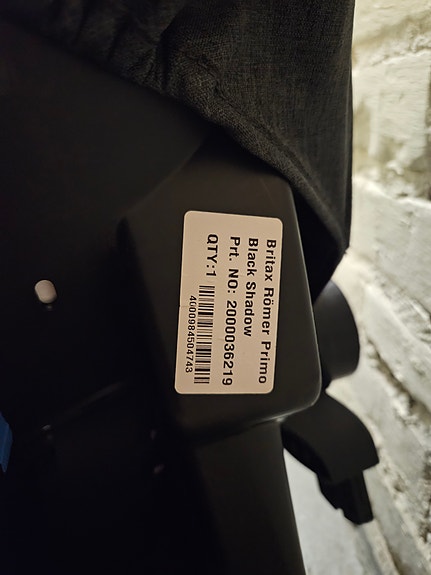 Britax Römer Primo
Black Shadow
Prt. NO: 2000036219
QTY:1
4000984504743